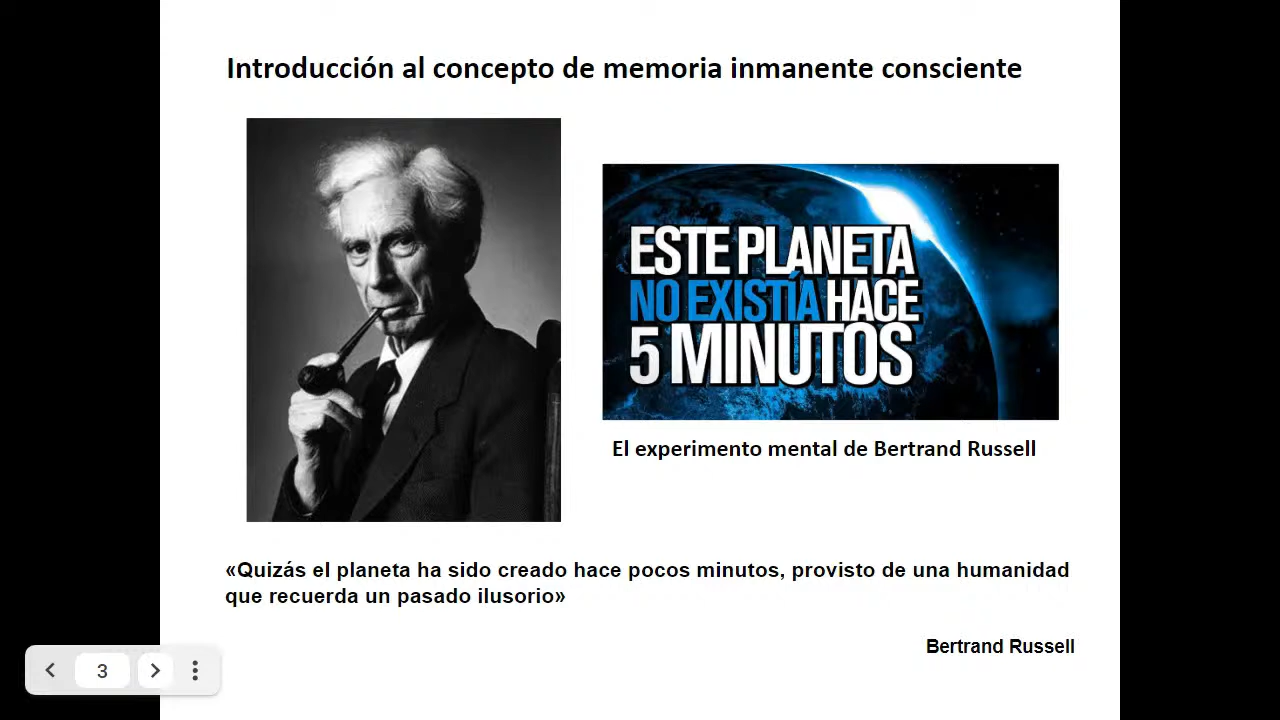 Introducción al concepto de memoria inmanente consciente
ESTE PLANETA
NO EXISTÍA HACE
5 MINUTOS
El experimento mental de Bertrand Russell
«Quizás el planeta ha sido creado hace pocos minutos, provisto de una humanidad
que recuerda un pasado ilusorio»
Bertrand Russell
3